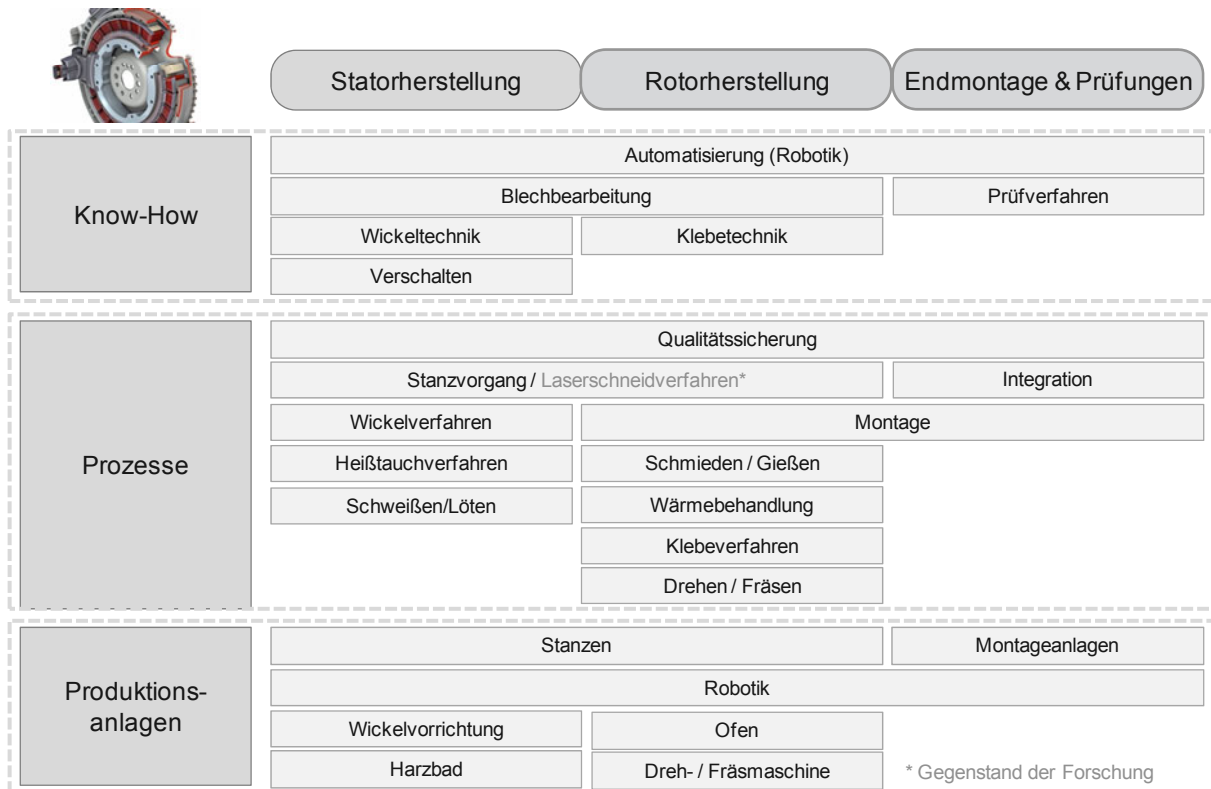 Statorherstellung
Rotorherstellung
Endmontage & Prüfungen
Know-How
Automatisierung (Robotik)
Blechbearbeitung
Prüfverfahren
Wickeltechnik
Klebetechnik
Verschalten
Prozesse
Qualitätssicherung
Stanzvorgang / Laserschneidverfahren*
Integration
Wickelverfahren
Montage
Heißtauchverfahren
Schmieden / Gießen
Schweißen/Löten
Wärmebehandlung
Klebeverfahren
Drehen / Fräsen
Produktions-
anlagen
Stanzen
Montageanlagen
Robotik
Wickelvorrichtung
Ofen
Harzbad
Dreh- / Fräsmaschine
* Gegenstand der Forschung